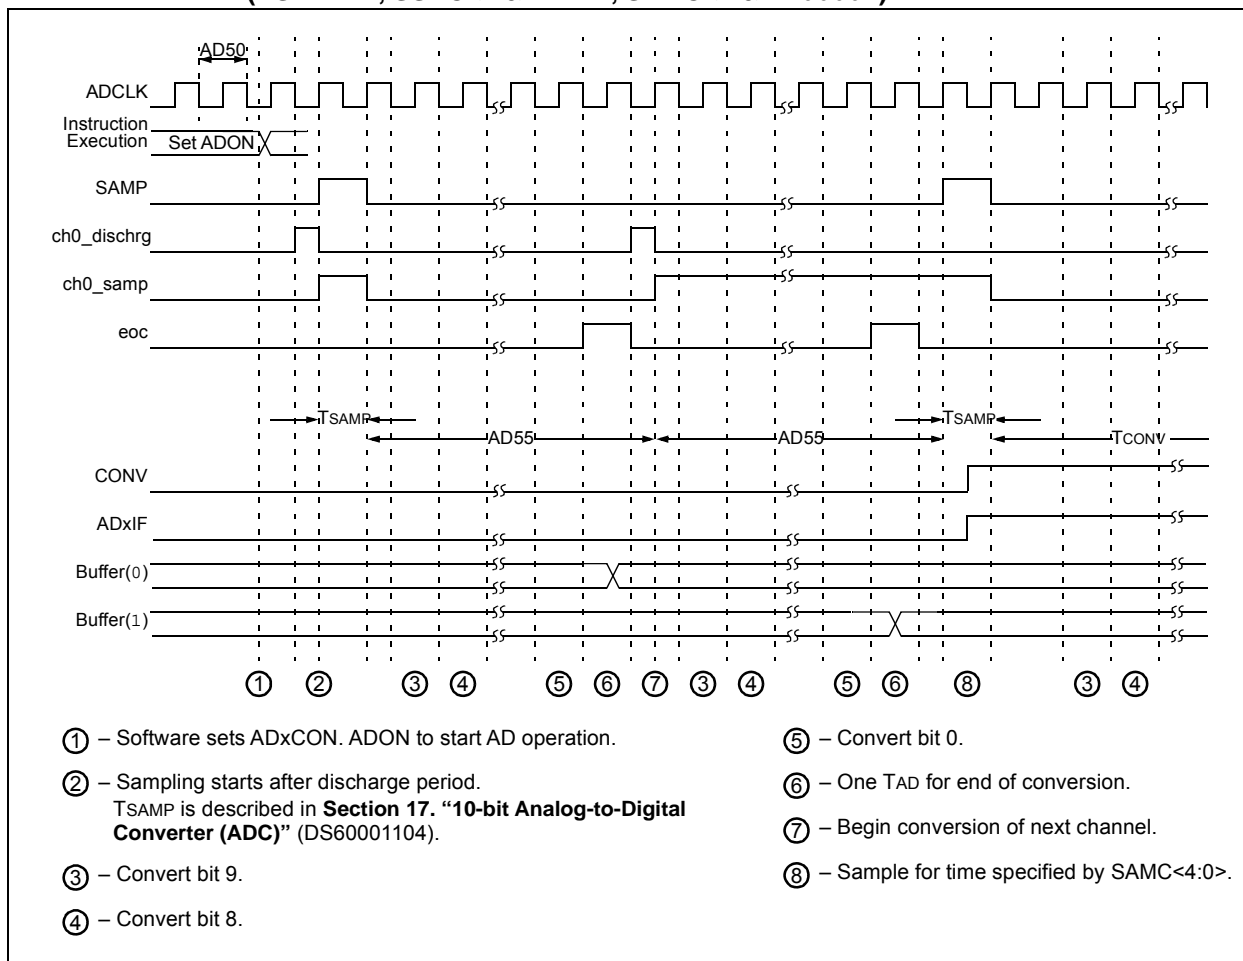 AD50
ADCLK
Instruction
Execution Set ADON
SAMP
ch0_dischrg
ch0_samp
eoc
TSAMP TSAMP
AD55 AD55 TCONV
CONV
ADxIF
Buffer(0)
Buffer(1)
1 2 3 4 5 6 7 3 4 5 6 8 3 4
1 – Software sets ADxCON. ADON to start AD operation.
2 – Sampling starts after discharge period.
TSAMP is described in Section 17. “10-bit Analog-to-Digital
Converter (ADC)” (DS60001104).
3 – Convert bit 9.
4 – Convert bit 8.
5 – Convert bit 0.
6 – One TAD for end of conversion.
7 – Begin conversion of next channel.
8 – Sample for time specified by SAMC<4:0>.